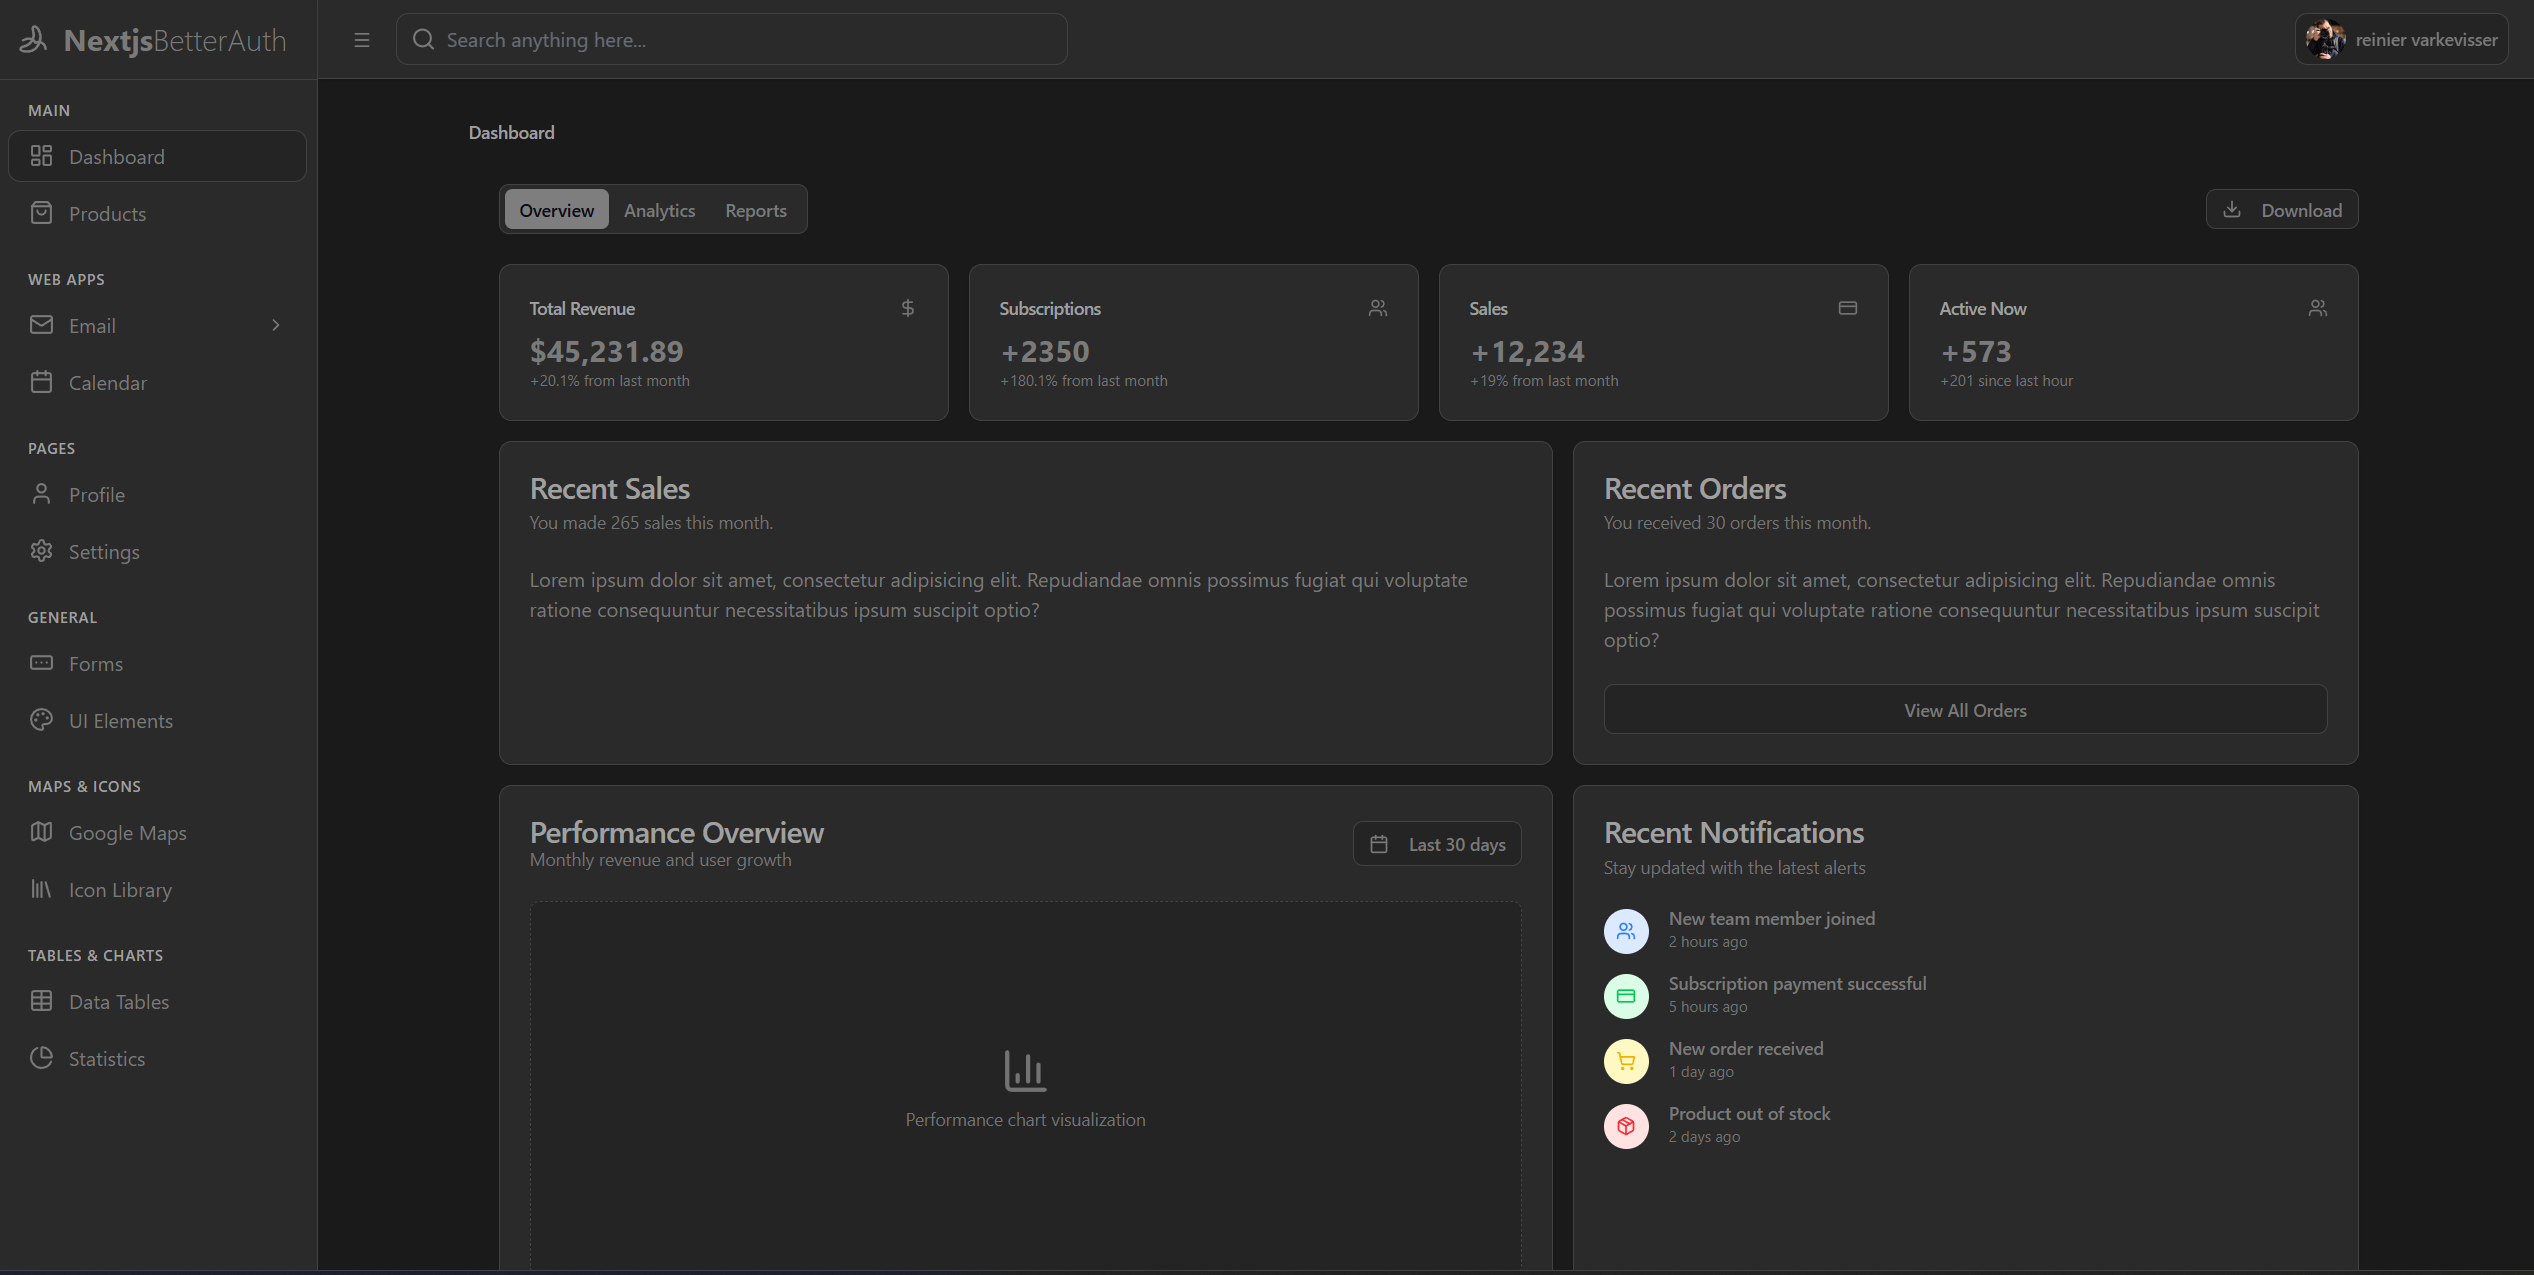 NextjsBetterAuth
Search anything here...
reinier varkevisser
MAIN
Dashboard
Products
WEB APPS
Email
Calendar
PAGES
Profile
Settings
GENERAL
Forms
UI Elements
MAPS & ICONS
Google Maps
Icon Library
TABLES & CHARTS
Data Tables
Statistics
Dashboard
Overview Analytics Reports
Download
Total Revenue
$45,231.89
+20.1% from last month
Subscriptions
+2350
+180.1% from last month
Sales
+12,234
+19% from last month
Active Now
+573
+201 since last hour
Recent Sales
You made 265 sales this month.
Lorem ipsum dolor sit amet, consectetur adipisicing elit. Repudiandae omnis possimus fugiat qui voluptate
ratione consequuntur necessitatibus ipsum suscipit optio?
Recent Orders
You received 30 orders this month.
Lorem ipsum dolor sit amet, consectetur adipisicing elit. Repudiandae omnis
possimus fugiat qui voluptate ratione consequuntur necessitatibus ipsum suscipit
optio?
View All Orders
Performance Overview
Monthly revenue and user growth
Last 30 days
Performance chart visualization
Recent Notifications
Stay updated with the latest alerts
New team member joined
2 hours ago
Subscription payment successful
5 hours ago
New order received
1 day ago
Product out of stock
2 days ago